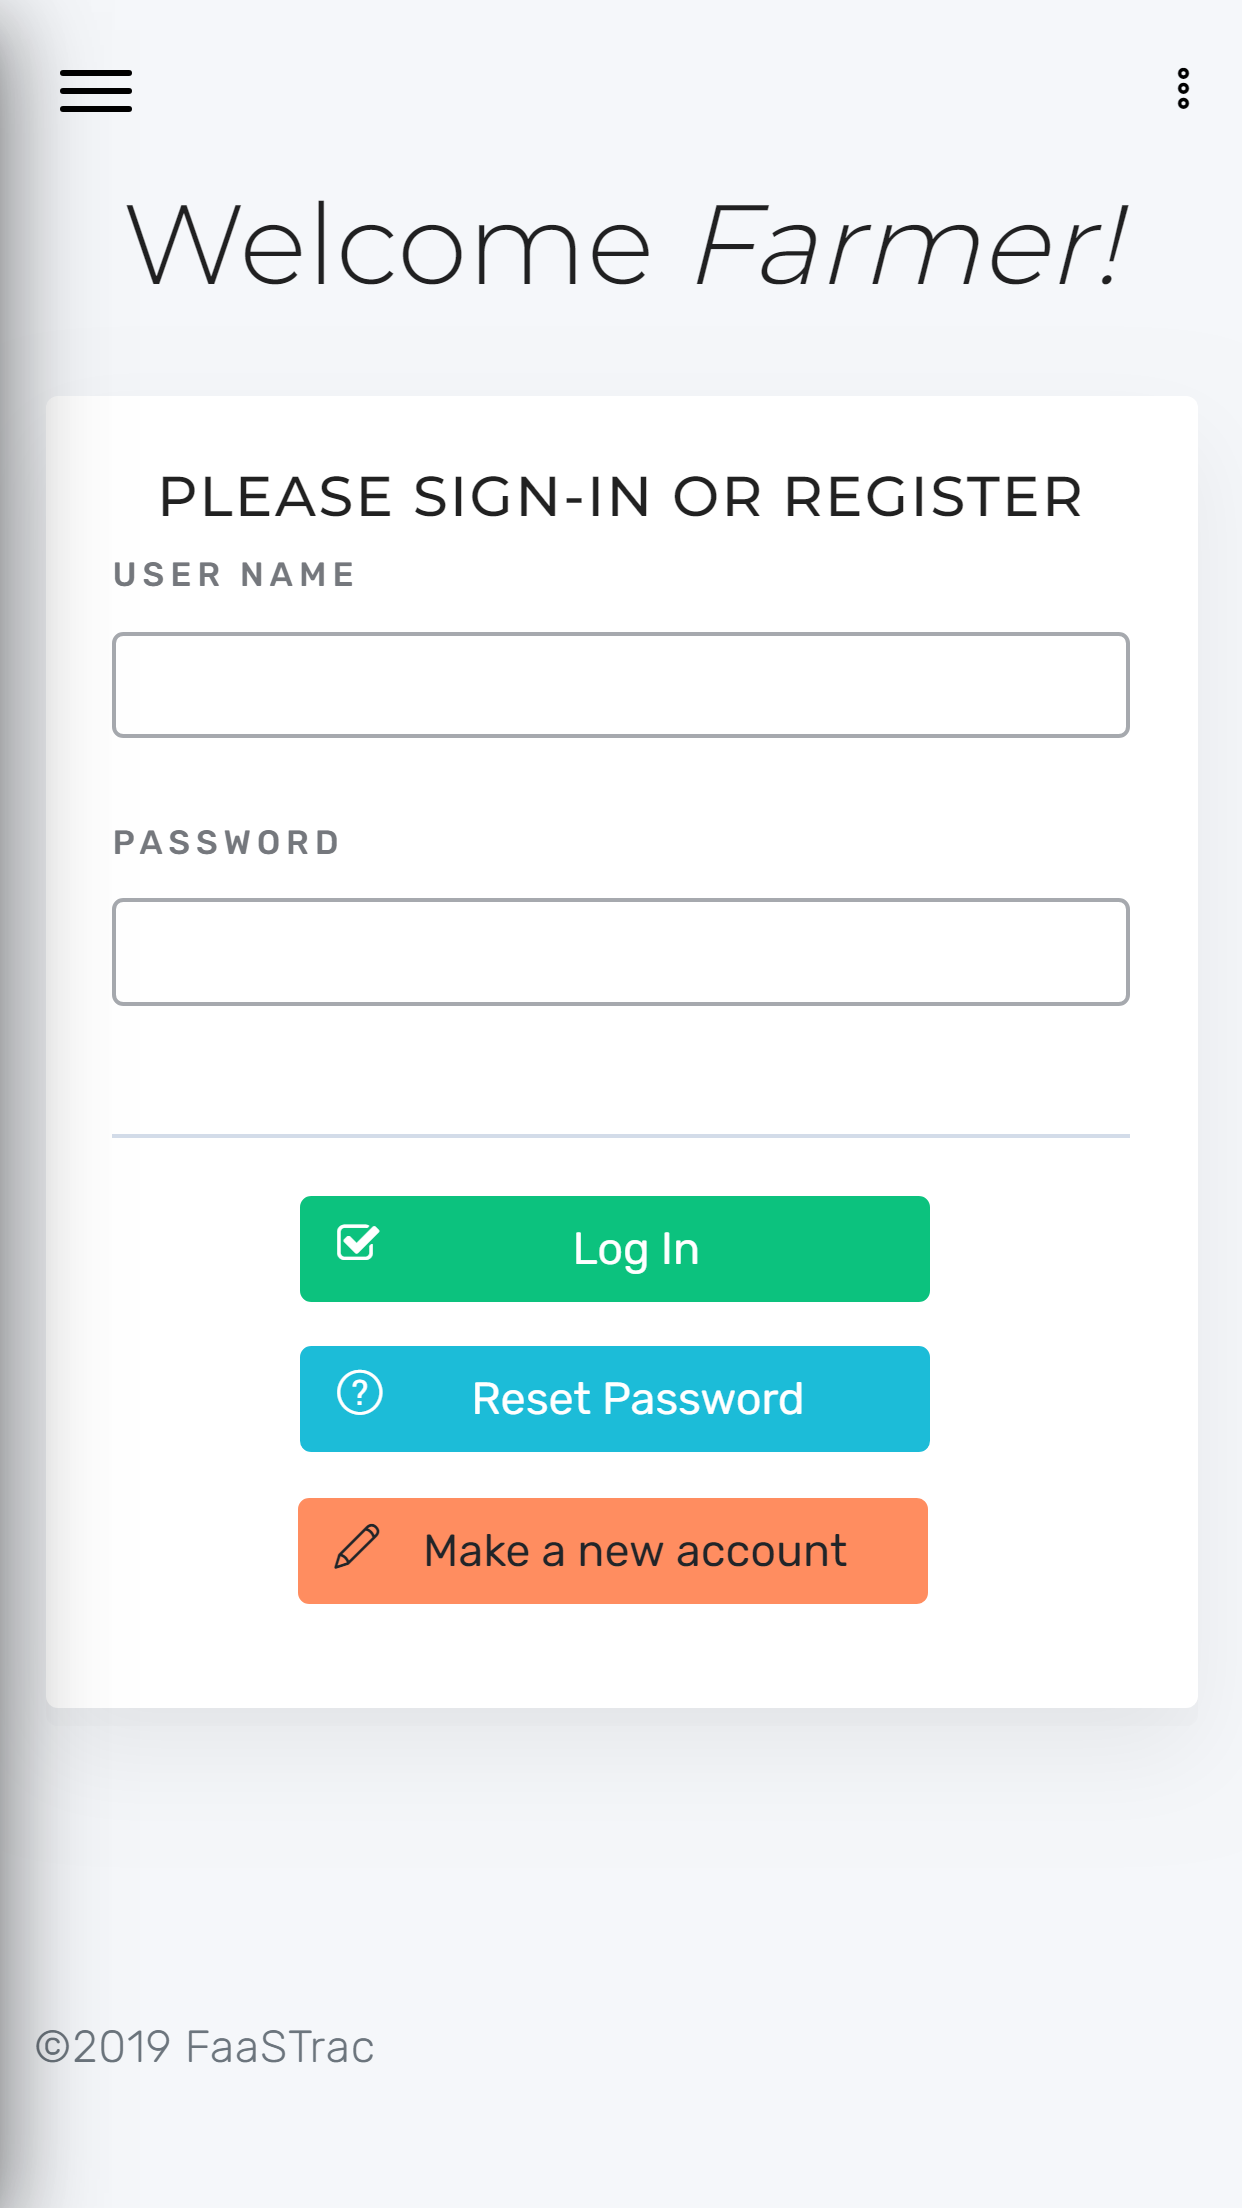 Welcome Farmer!
PLEASE SIGN-IN OR REGISTER
USER NAME
PASSWORD
Log In
Reset Password
Make a new account
©2019 FaaSTrac